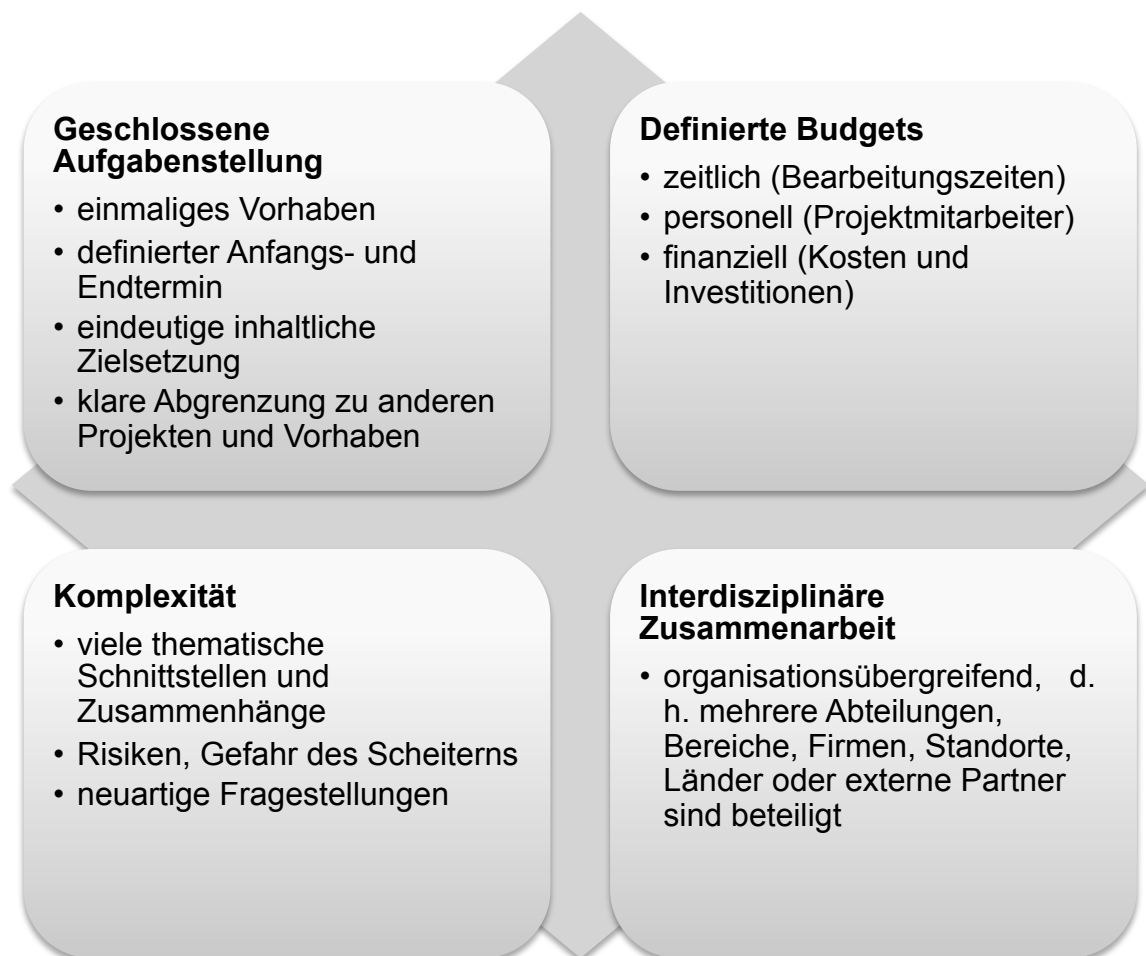 Geschlossene
Aufgabenstellung
• einmaliges Vorhaben
• definierter Anfangs- und
Endtermin
• eindeutige inhaltliche
Zielsetzung
• klare Abgrenzung zu anderen
Projekten und Vorhaben
Definierte Budgets
• zeitlich (Bearbeitungszeiten)
• personell (Projektmitarbeiter)
• finanziell (Kosten und
Investitionen)
Komplexität
• viele thematische
Schnittstellen und
Zusammenhänge
• Risiken, Gefahr des Scheiterns
• neuartige Fragestellungen
Interdisziplinäre
Zusammenarbeit
• organisationsübergreifend, d.
h. mehrere Abteilungen,
Bereiche, Firmen, Standorte,
Länder oder externe Partner
sind beteiligt